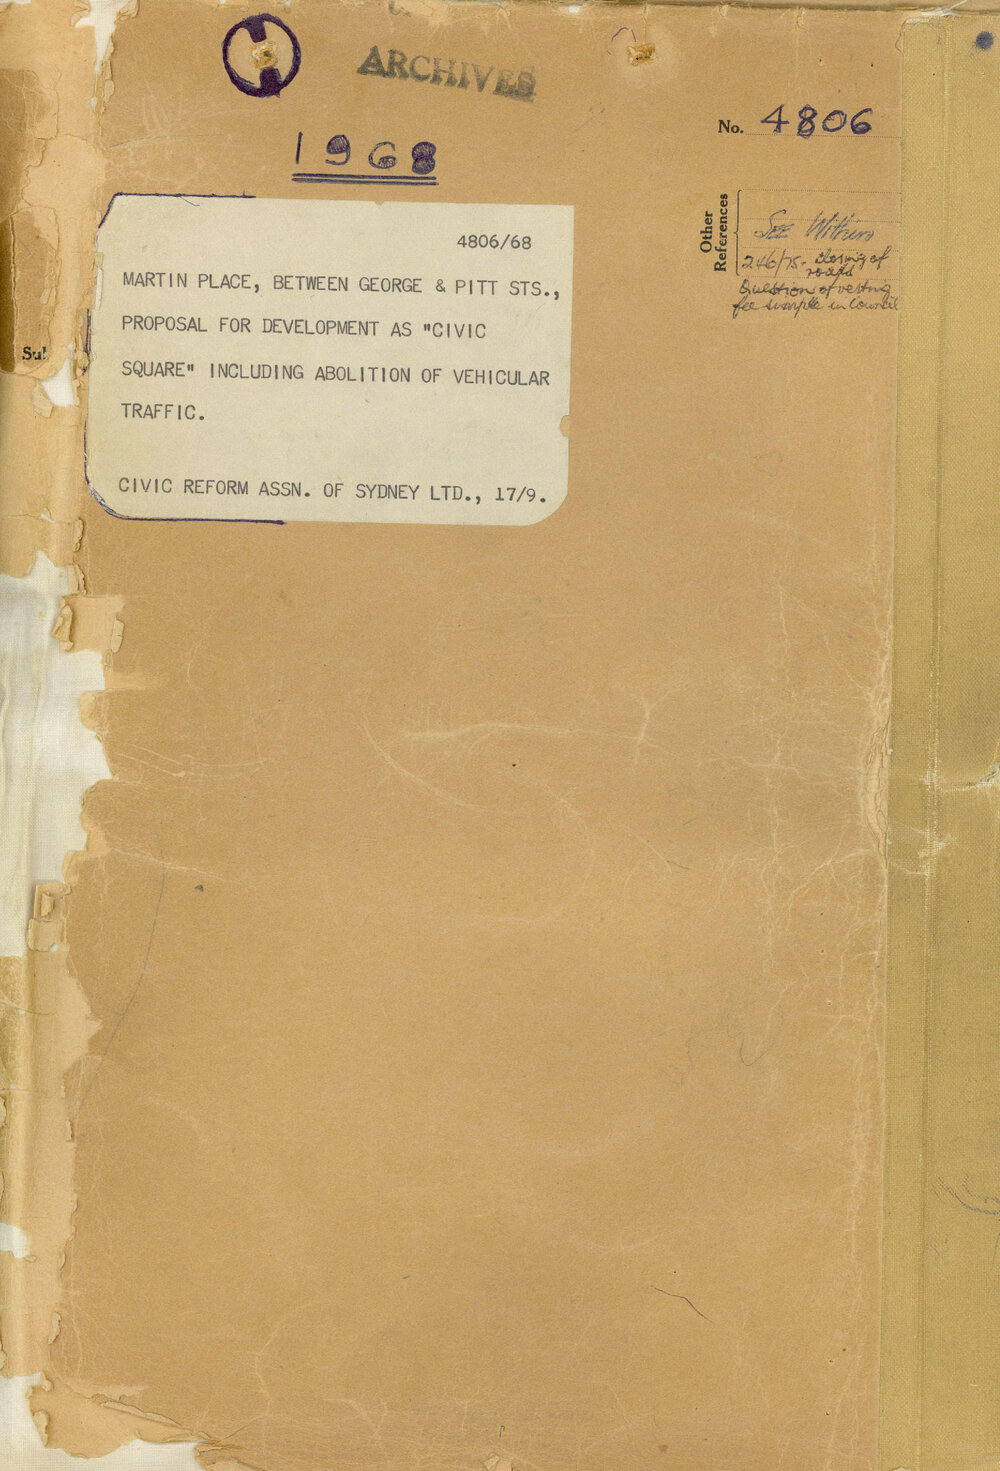 ARCHIVES
No. 4806
1968
Other
References
See Within
246/75 - closing of
roads
Question of vesting
fee simple in Council
4806/68
MARTIN PLACE, BETWEEN GEORGE & PITT STS.,
PROPOSAL FOR DEVELOPMENT AS "CIVIC
SQUARE" INCLUDING ABOLITION OF VEHICULAR
TRAFFIC.
CIVIC REFORM ASSN. OF SYDNEY LTD., 17/9.